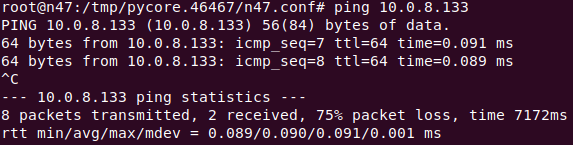 root@n47:/tmp/pycore.46467/n47.conf# ping 10.0.8.133
PING 10.0.8.133 (10.0.8.133) 56(84) bytes of data.
64 bytes from 10.0.8.133: icmp_seq=7 ttl=64 time=0.091 ms
64 bytes from 10.0.8.133: icmp_seq=8 ttl=64 time=0.089 ms
^C
--- 10.0.8.133 ping statistics ---
8 packets transmitted, 2 received, 75% packet loss, time 7172ms
rtt min/avg/max/mdev = 0.089/0.090/0.091/0.001 ms